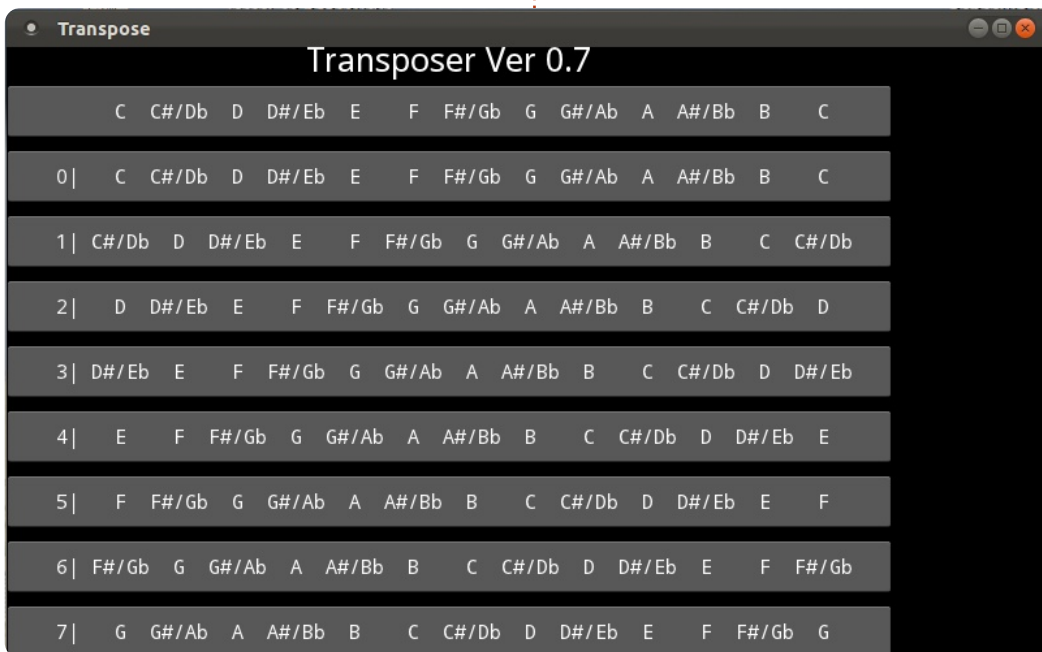 Transpose
Transposer Ver 0.7
C C#/Db D D#/Eb E F F#/Gb G G#/Ab A A#/Bb B C
0| C C#/Db D D#/Eb E F F#/Gb G G#/Ab A A#/Bb B C
1| C#/Db D D#/Eb E F F#/Gb G G#/Ab A A#/Bb B C C#/Db
2| D D#/Eb E F F#/Gb G G#/Ab A A#/Bb B C C#/Db D
3| D#/Eb E F F#/Gb G G#/Ab A A#/Bb B C C#/Db D D#/Eb
4| E F F#/Gb G G#/Ab A A#/Bb B C C#/Db D D#/Eb E
5| F F#/Gb G G#/Ab A A#/Bb B C C#/Db D D#/Eb E F
6| F#/Gb G G#/Ab A A#/Bb B C C#/Db D D#/Eb E F F#/Gb
7| G G#/Ab A A#/Bb B C C#/Db D D#/Eb E F F#/Gb G